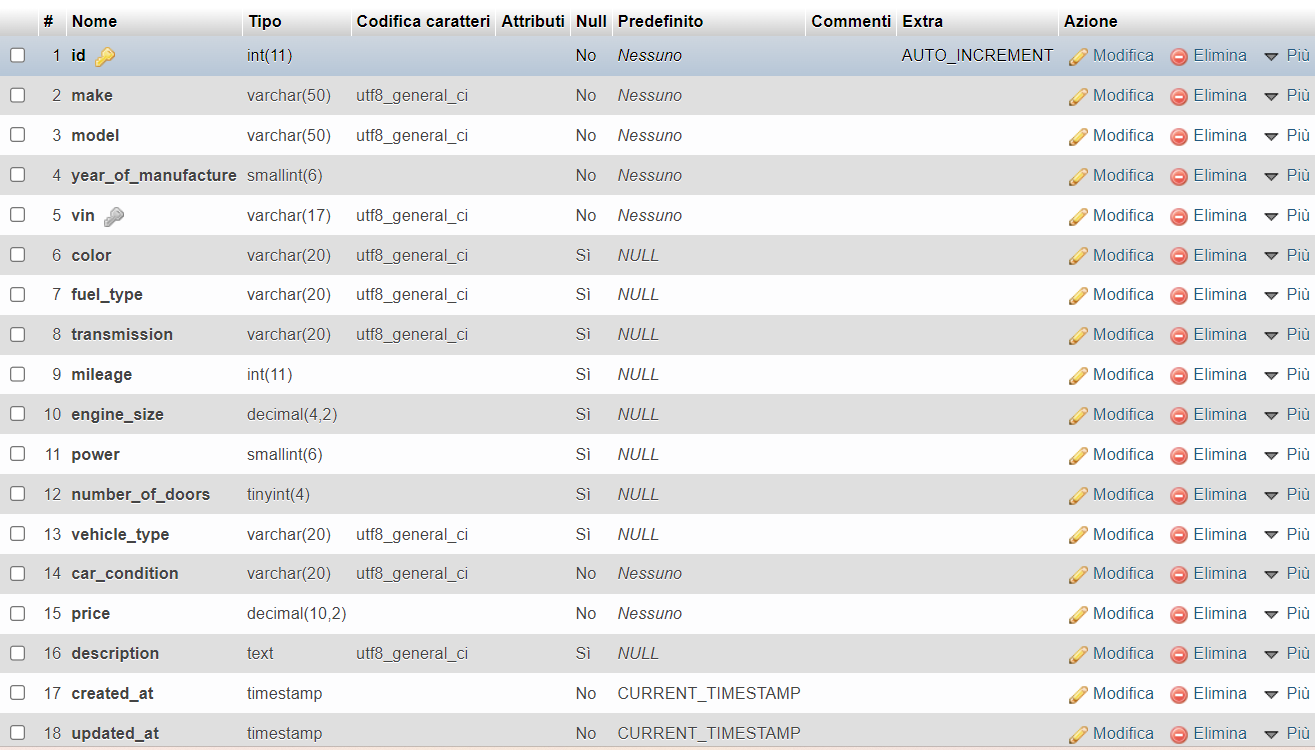 # Nome Tipo Codifica caratteri Attributi Null Predefinito Commenti Extra Azione
1 id int(11) No Nessuno AUTO_INCREMENT Modifica Elimina Più
2 make varchar(50) utf8_general_ci No Nessuno Modifica Elimina Più
3 model varchar(50) utf8_general_ci No Nessuno Modifica Elimina Più
4 year_of_manufacture smallint(6) No Nessuno Modifica Elimina Più
5 vin varchar(17) utf8_general_ci No Nessuno Modifica Elimina Più
6 color varchar(20) utf8_general_ci Sì NULL Modifica Elimina Più
7 fuel_type varchar(20) utf8_general_ci Sì NULL Modifica Elimina Più
8 transmission varchar(20) utf8_general_ci Sì NULL Modifica Elimina Più
9 mileage int(11) Sì NULL Modifica Elimina Più
10 engine_size decimal(4,2) Sì NULL Modifica Elimina Più
11 power smallint(6) Sì NULL Modifica Elimina Più
12 number_of_doors tinyint(4) Sì NULL Modifica Elimina Più
13 vehicle_type varchar(20) utf8_general_ci Sì NULL Modifica Elimina Più
14 car_condition varchar(20) utf8_general_ci No Nessuno Modifica Elimina Più
15 price decimal(10,2) No Nessuno Modifica Elimina Più
16 description text utf8_general_ci Sì NULL Modifica Elimina Più
17 created_at timestamp No CURRENT_TIMESTAMP Modifica Elimina Più
18 updated_at timestamp No CURRENT_TIMESTAMP Modifica Elimina Più